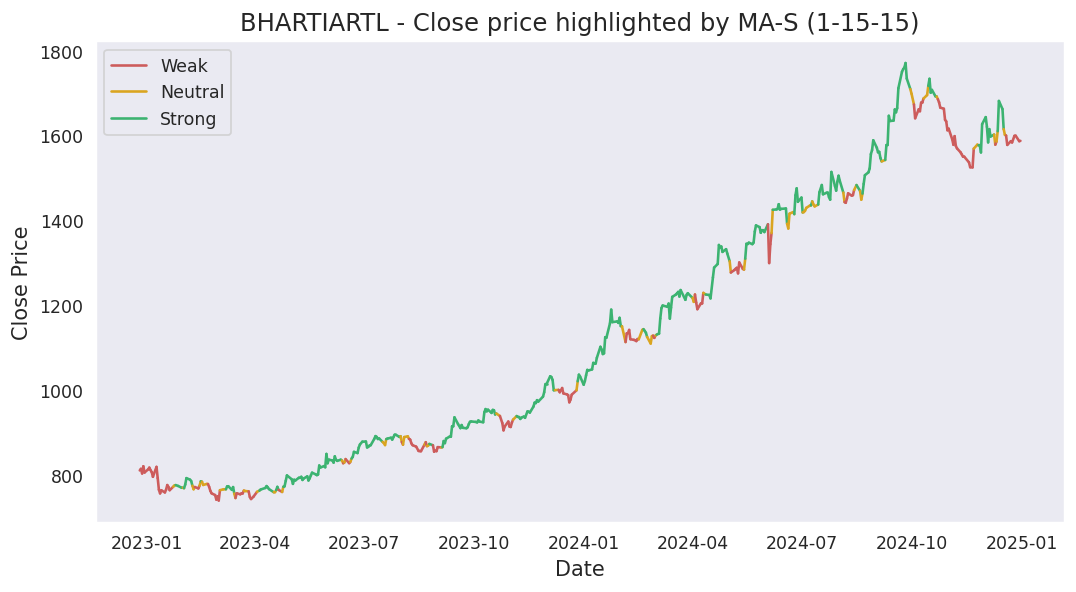 BHARTIARTL - Close price highlighted by MA-S (1-15-15)
Weak
Neutral
Strong
1800
1600
1400
1200
1000
800
Close Price
2023-01 2023-04 2023-07 2023-10 2024-01 2024-04 2024-07 2024-10 2025-01
Date